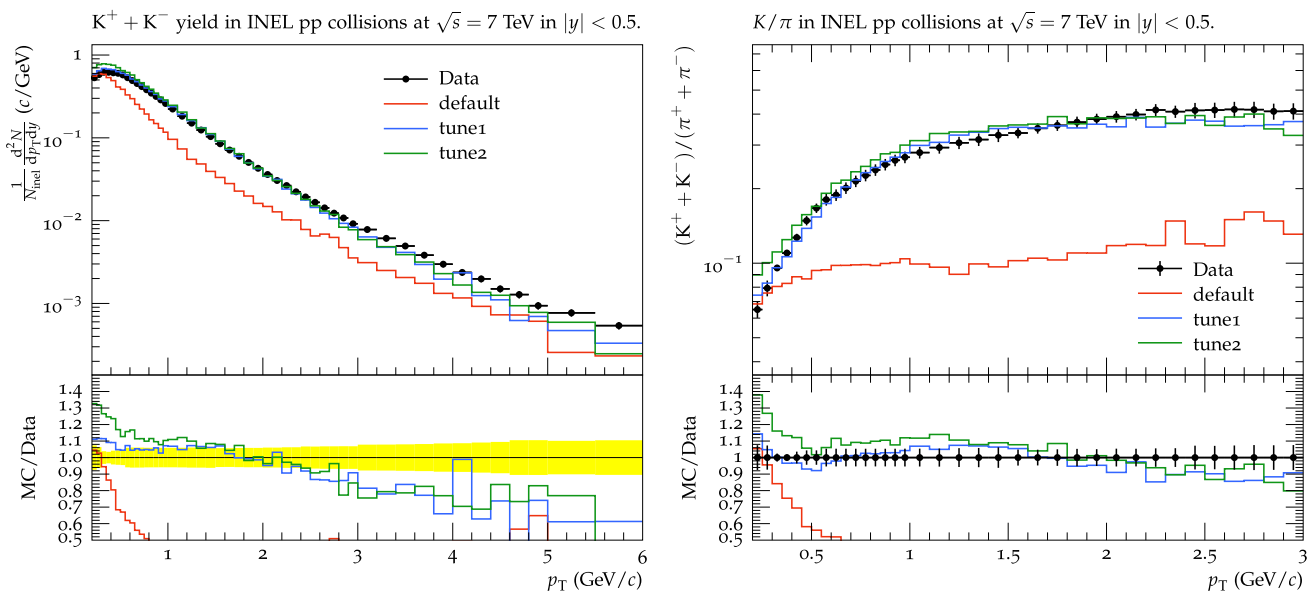 K⁺ + K⁻ yield in INEL pp collisions at √s = 7 TeV in |y| < 0.5.
1/N_inel d²N/dp_T dy (c/GeV)
1
10⁻¹
10⁻²
10⁻³
Data
default
tune1
tune2
MC/Data
1.4
1.3
1.2
1.1
1.0
0.9
0.8
0.7
0.6
0.5
1 2 3 4 5 6
p_T (GeV/c)
K/π in INEL pp collisions at √s = 7 TeV in |y| < 0.5.
(K⁺ + K⁻)/(π⁺ + π⁻)
10⁻¹
Data
default
tune1
tune2
MC/Data
1.4
1.3
1.2
1.1
1.0
0.9
0.8
0.7
0.6
0.5
0.5 1 1.5 2 2.5 3
p_T (GeV/c)